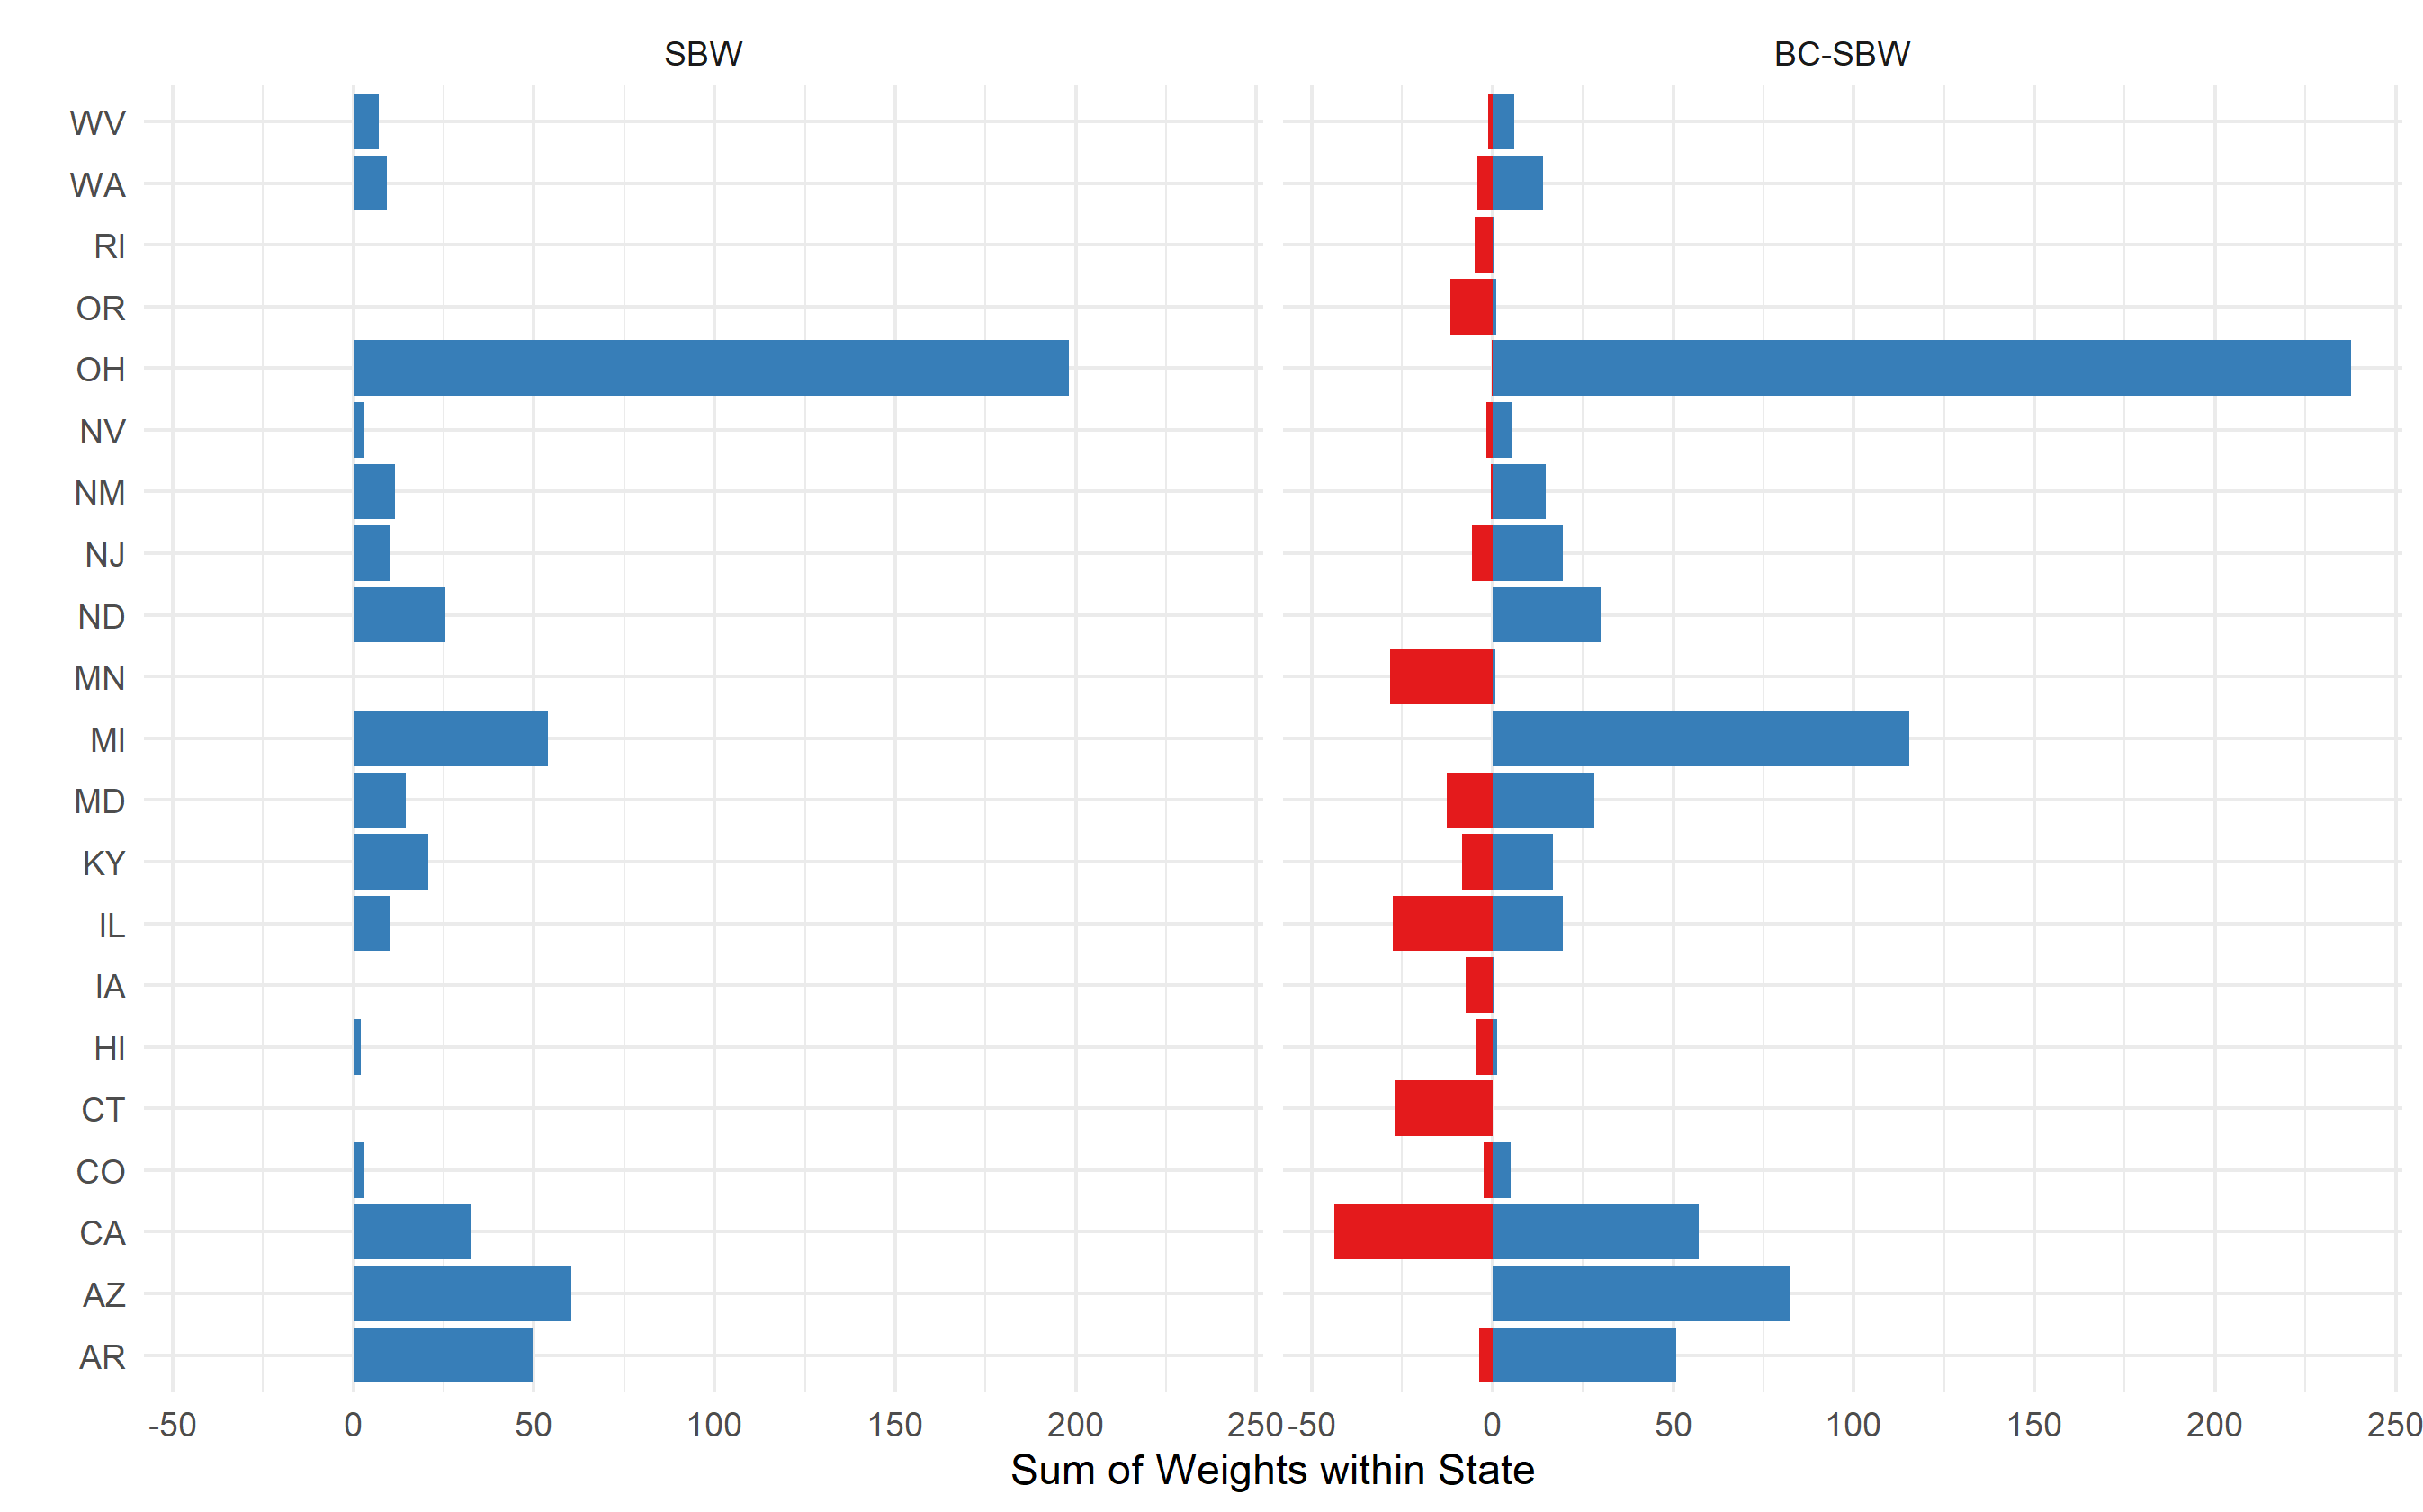 SBW BC-SBW
WV
WA
RI
OR
OH
NV
NM
NJ
ND
MN
MI
MD
KY
IL
IA
HI
CT
CO
CA
AZ
AR
-50 0 50 100 150 200 250 -50 0 50 100 150 200 250
Sum of Weights within State